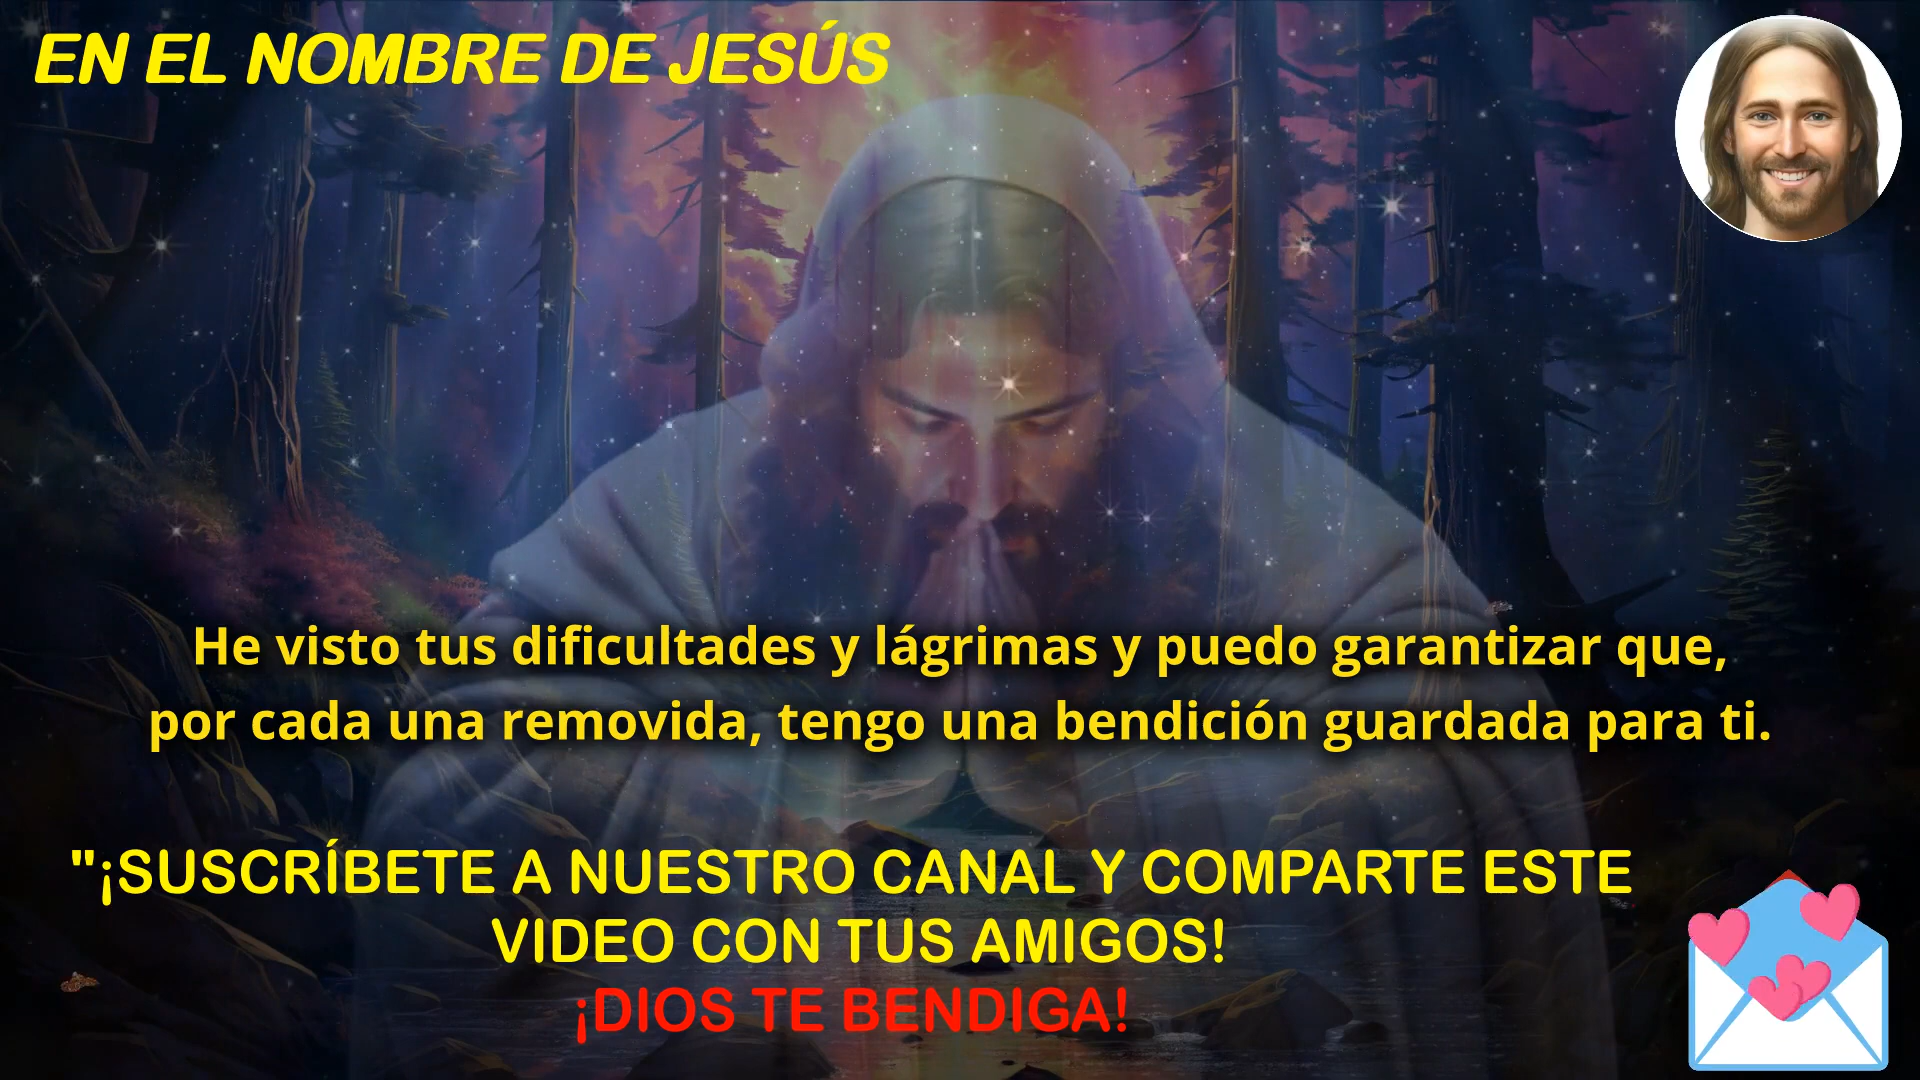 EN EL NOMBRE DE JESÚS
He visto tus dificultades y lágrimas y puedo garantizar que,
por cada una removida, tengo una bendición guardada para ti.
"¡SUSCRÍBETE A NUESTRO CANAL Y COMPARTE ESTE
VIDEO CON TUS AMIGOS!
¡DIOS TE BENDIGA!